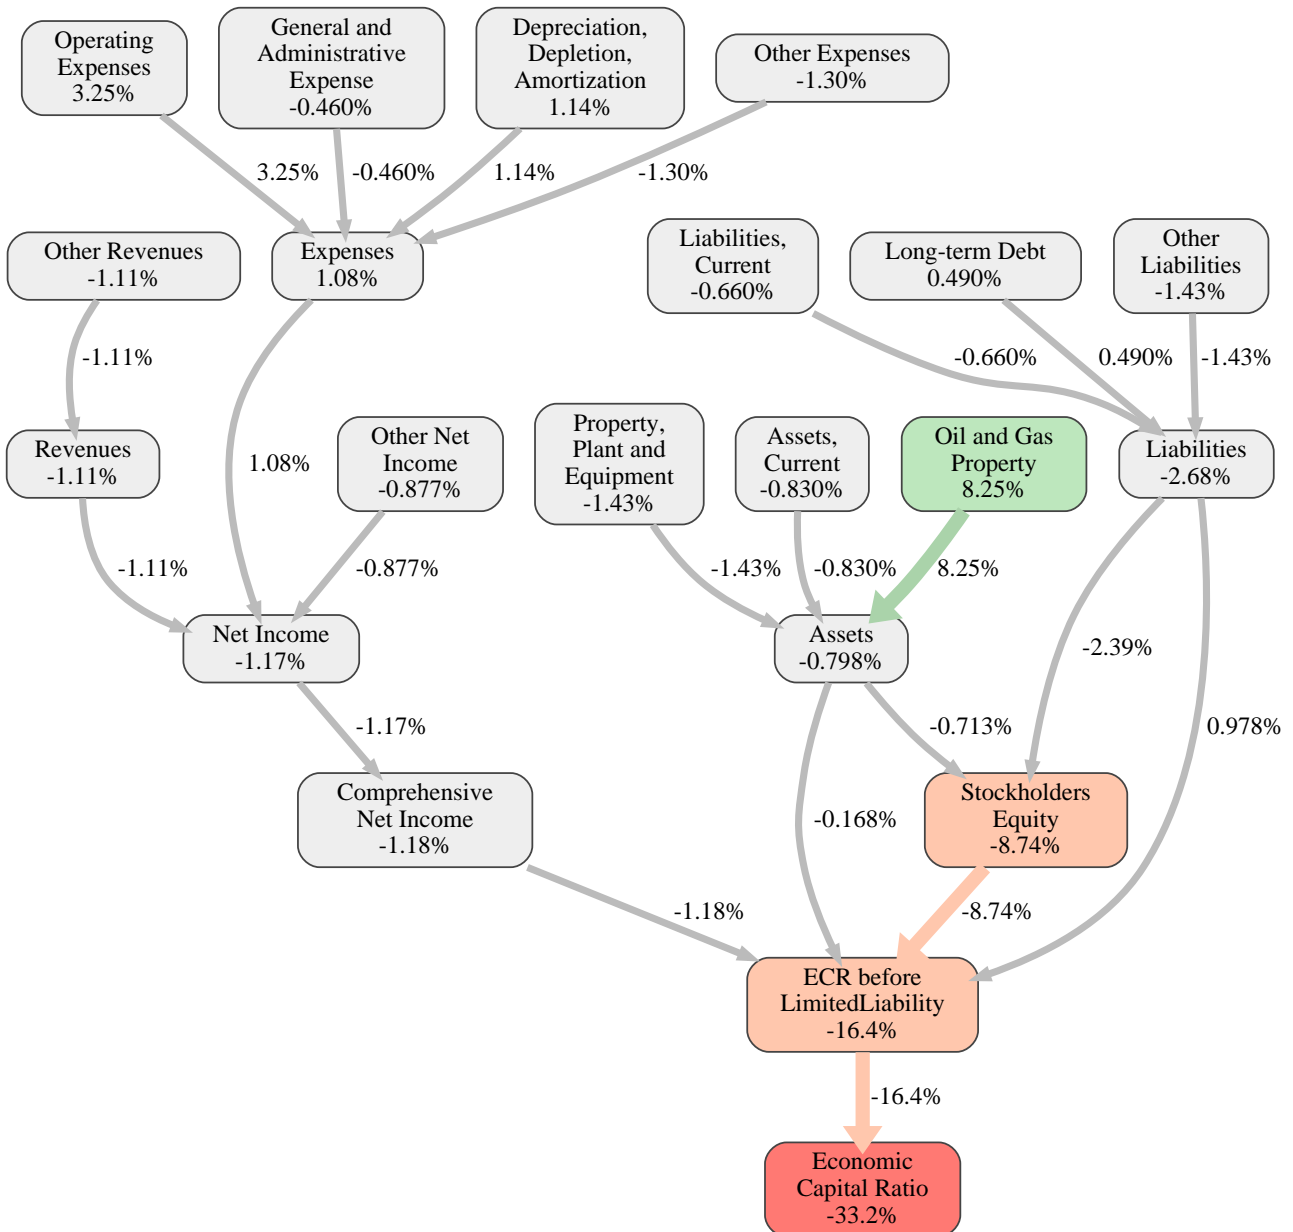 Operating
Expenses
3.25%
General and
Administrative
Expense
-0.460%
Depreciation,
Depletion,
Amortization
1.14%
Other Expenses
-1.30%
3.25%
-0.460%
1.14%
-1.30%
Other Revenues
-1.11%
Expenses
1.08%
Liabilities,
Current
-0.660%
Long-term Debt
0.490%
Other
Liabilities
-1.43%
-1.11%
-0.660%
0.490%
-1.43%
Revenues
-1.11%
1.08%
Other Net
Income
-0.877%
Property,
Plant and
Equipment
-1.43%
Assets,
Current
-0.830%
Oil and Gas
Property
8.25%
Liabilities
-2.68%
-1.11%
-0.877%
-1.43%
-0.830%
8.25%
Net Income
-1.17%
Assets
-0.798%
-2.39%
-1.17%
-0.713%
0.978%
Comprehensive
Net Income
-1.18%
-0.168%
Stockholders
Equity
-8.74%
-1.18%
-8.74%
ECR before
LimitedLiability
-16.4%
-16.4%
Economic
Capital Ratio
-33.2%